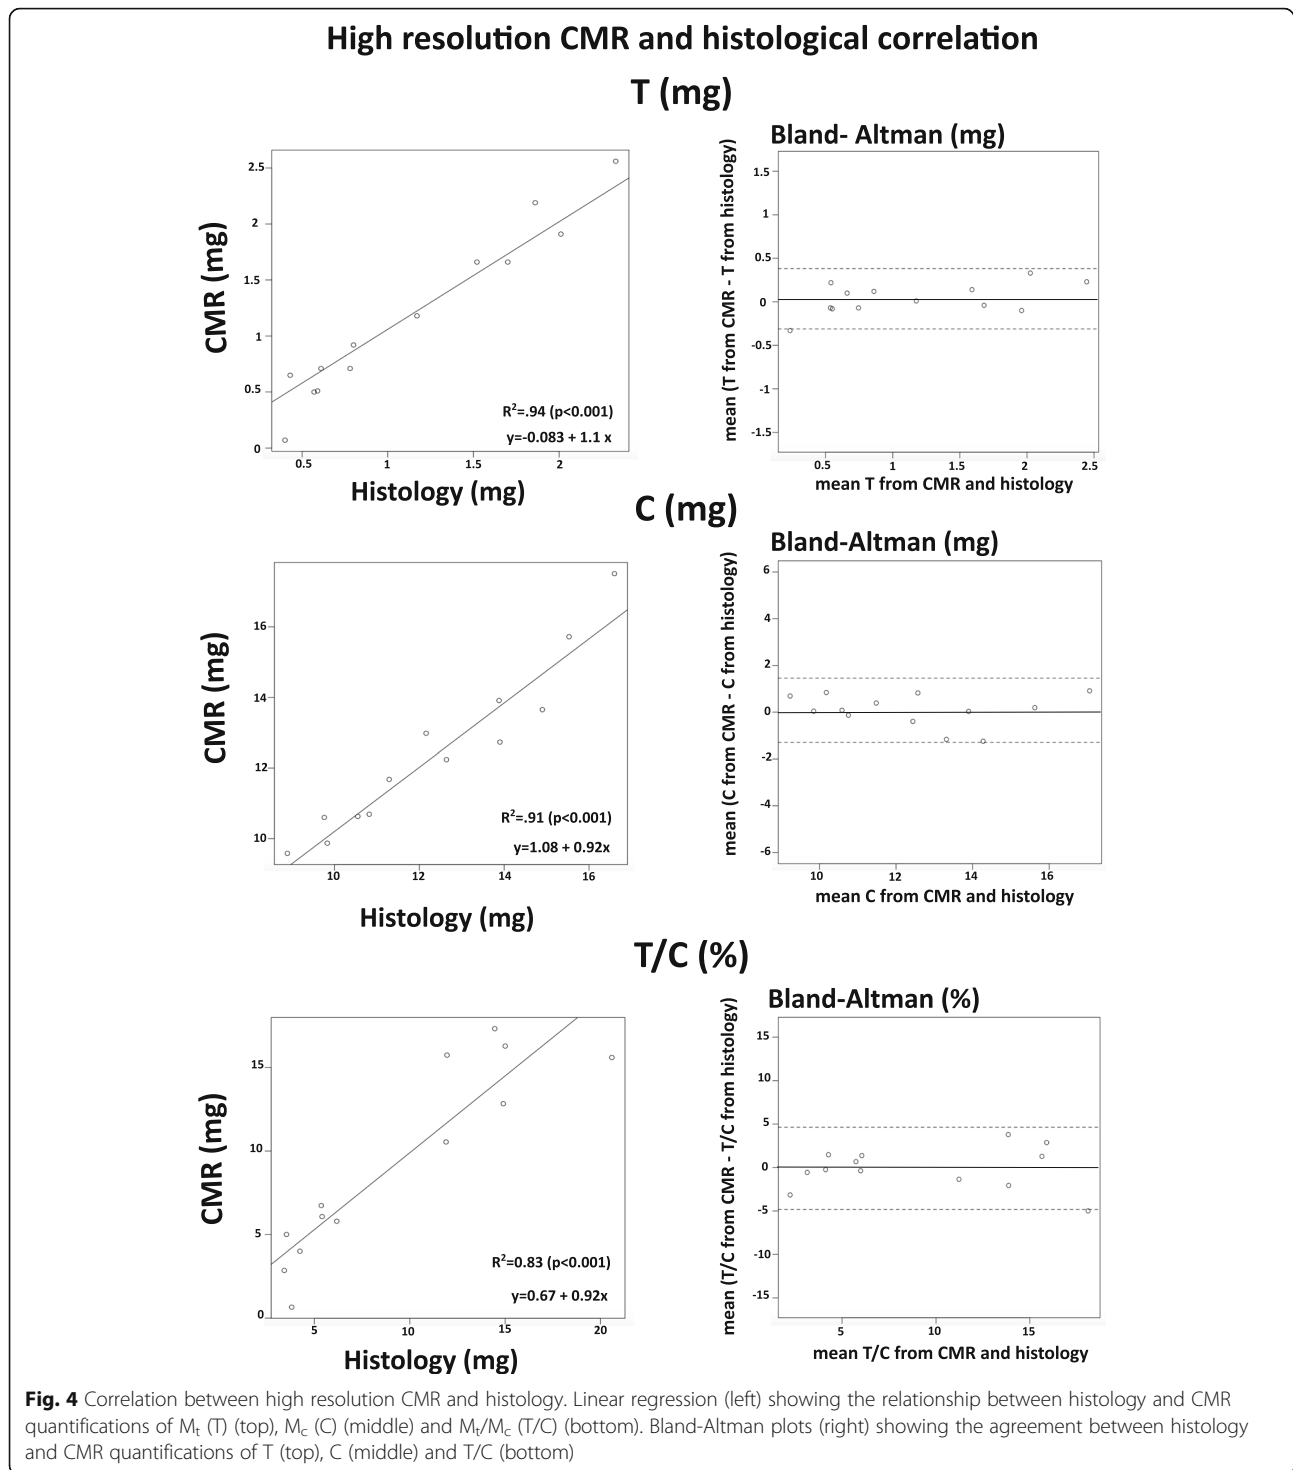 High resolution CMR and histological correlation
T (mg)
CMR (mg)
2.5
2
1.5
1
0.5
0
R²=.94 (p<0.001)
y=-0.083 + 1.1 x
0.5 1 1.5 2
Histology (mg)
Bland- Altman (mg)
mean (T from CMR - T from histology)
1.5
1
0.5
0
-0.5
-1
-1.5
0.5 1 1.5 2 2.5
mean T from CMR and histology
C (mg)
CMR (mg)
16
14
12
10
R²=.91 (p<0.001)
y=1.08 + 0.92x
10 12 14 16
Histology (mg)
Bland-Altman (mg)
mean (C from CMR - C from histology)
6
4
2
0
-2
-4
-6
10 12 14 16
mean C from CMR and histology
T/C (%)
CMR (mg)
15
10
5
0
R²=0.83 (p<0.001)
y=0.67 + 0.92x
5 10 15 20
Histology (mg)
Bland-Altman (%)
mean (T/C from CMR - T/C from histology)
15
10
5
0
-5
-10
-15
5 10 15
mean T/C from CMR and histology
Fig. 4 Correlation between high resolution CMR and histology. Linear regression (left) showing the relationship between histology and CMR
quantifications of Mt (T) (top), Mc (C) (middle) and Mt/Mc (T/C) (bottom). Bland-Altman plots (right) showing the agreement between histology
and CMR quantifications of T (top), C (middle) and T/C (bottom)